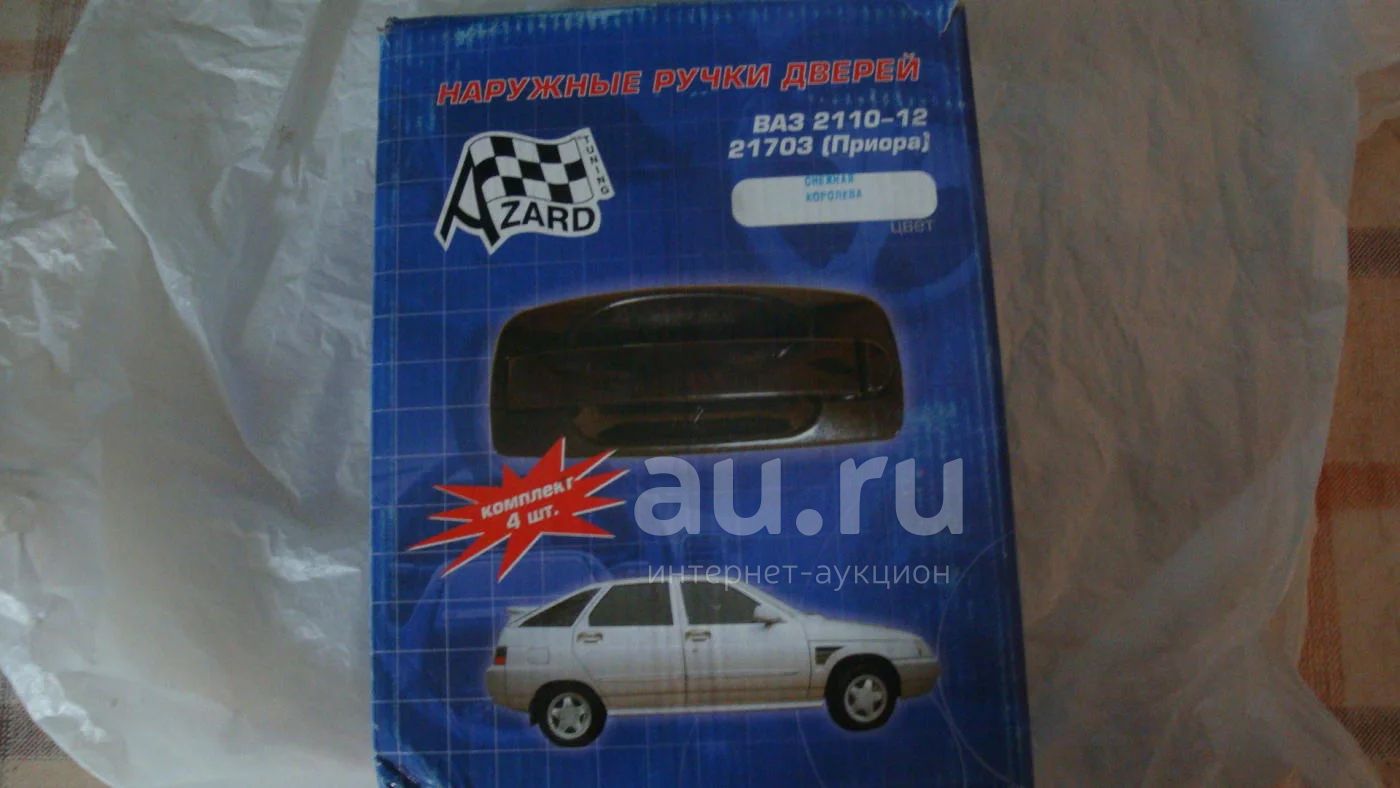 НАРУЖНЫЕ РУЧКИ ДВЕРЕЙ
ВАЗ 2110-12
21703 (Приора)
СНЕЖНАЯ
КОРОЛЕВА
цвет
TUNING
AZARD
комплект
4 шт.
au.ru
интернет-аукцион